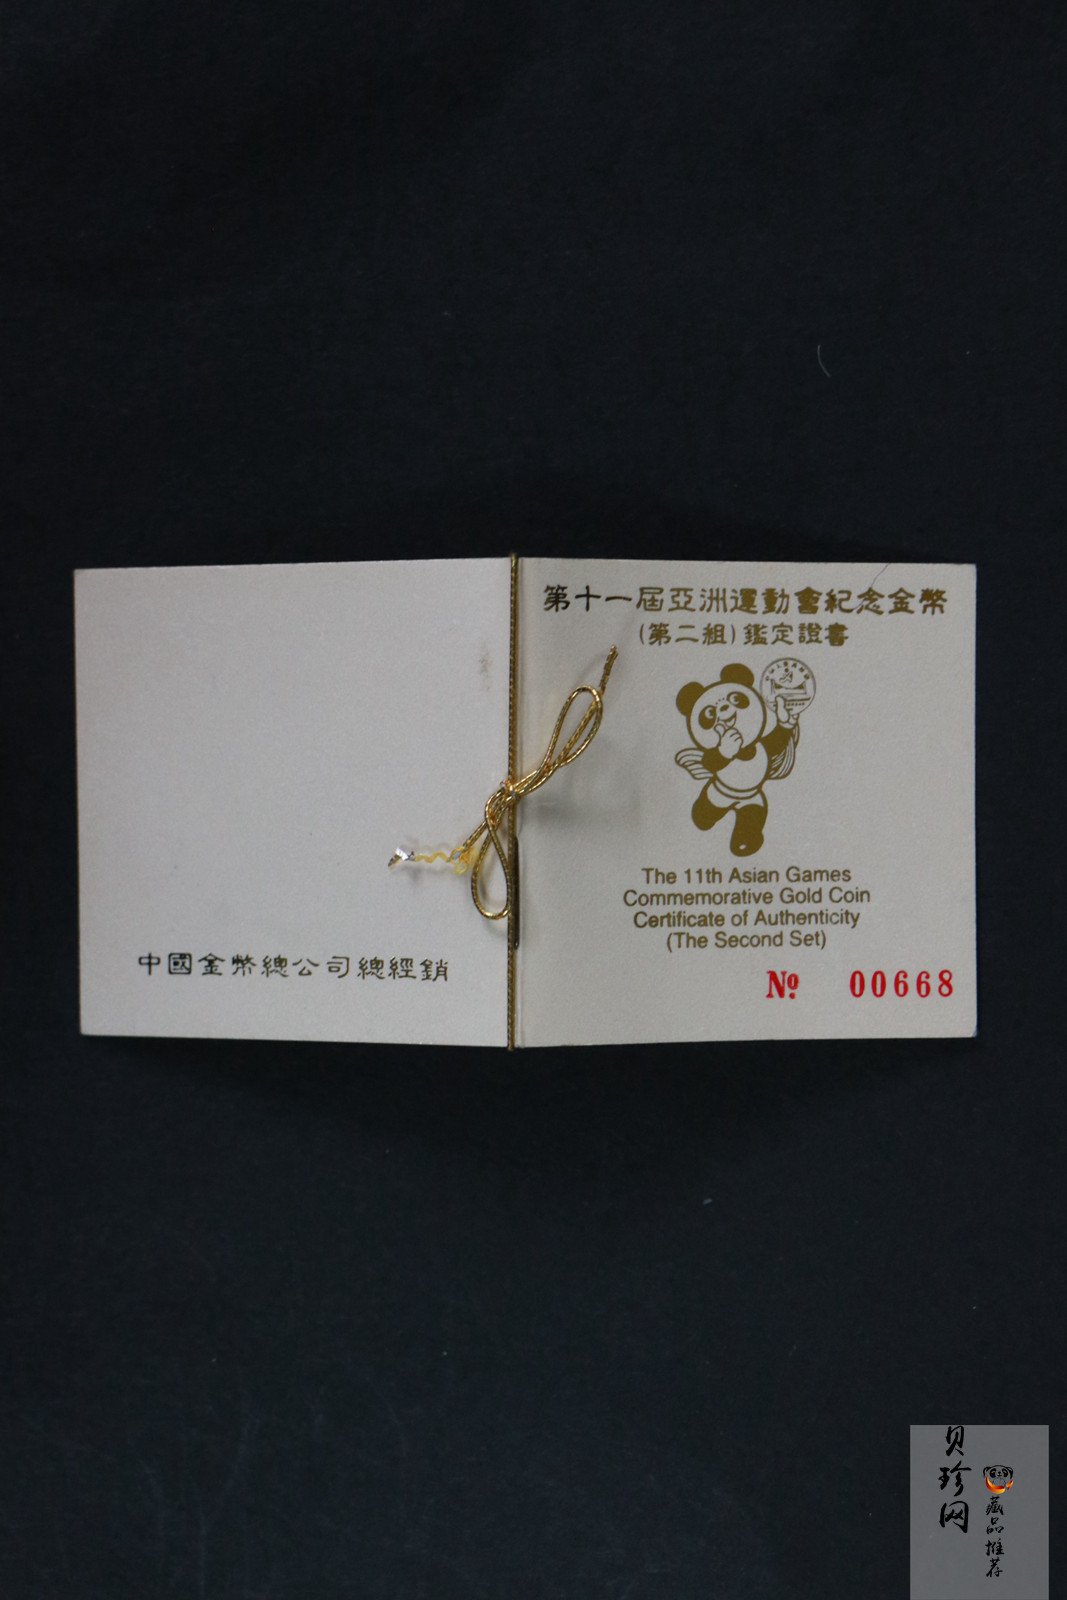 第十一屆亞洲運動會紀念金幣
(第二組)鑑定證書
The 11th Asian Games
Commemorative Gold Coin
Certificate of Authenticity
(The Second Set)
№ 00668
中國金幣總公司總經銷
贝珍网
藏品推荐